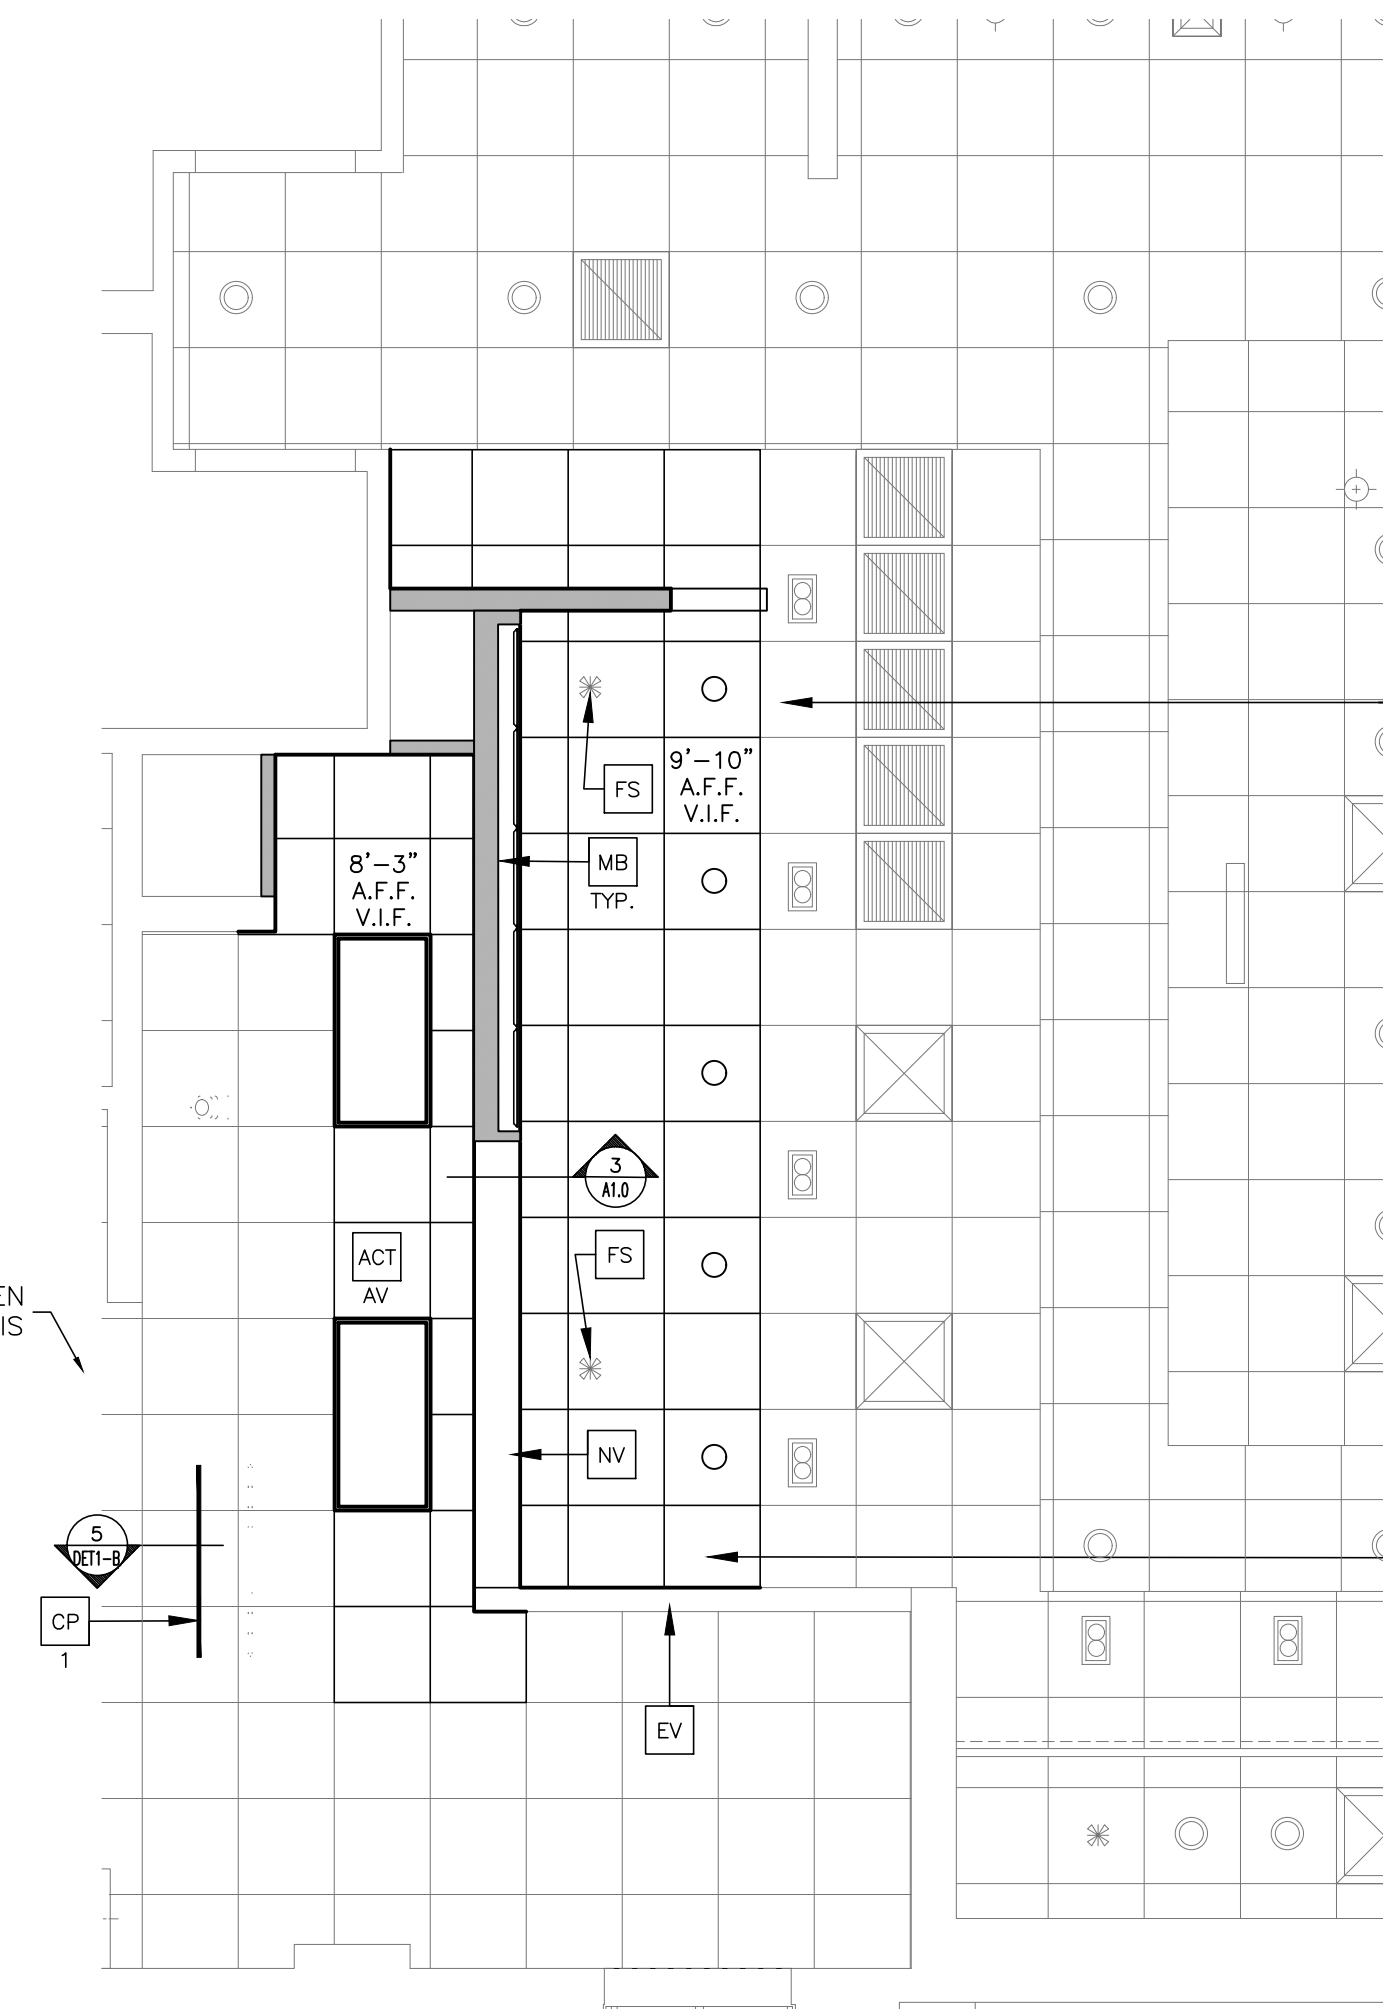 FS
9'-10"
A.F.F.
V.I.F.
MB
TYP.
8'-3"
A.F.F.
V.I.F.
3
A1.0
FS
ACT
AV
EN
IS
NV
5
DET1-B
CP
1
EV